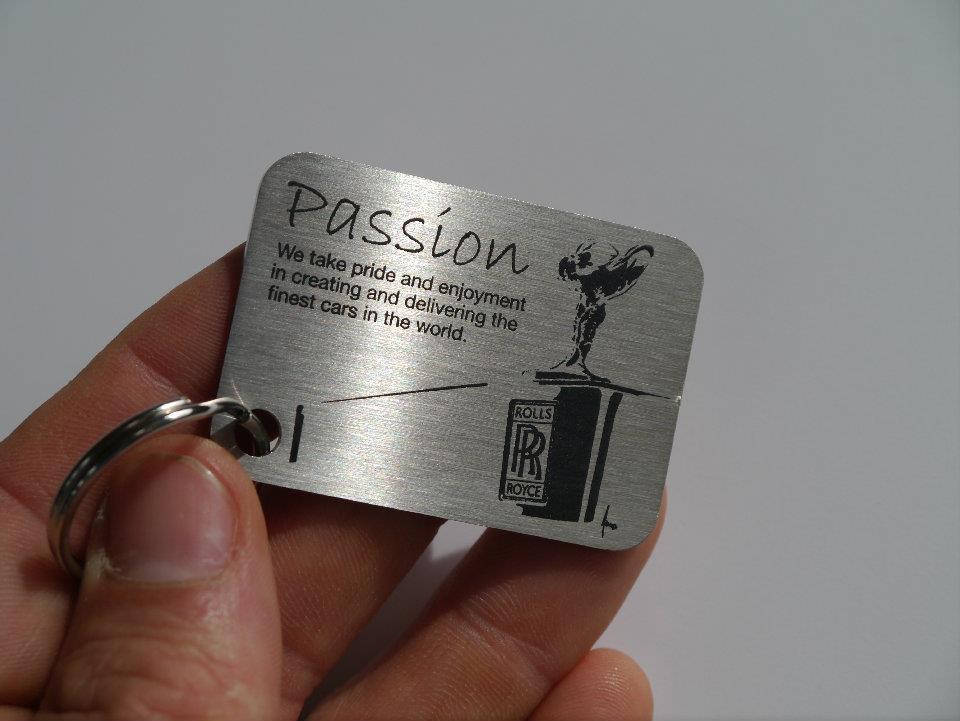 Passion
We take pride and enjoyment
in creating and delivering the
finest cars in the world.
ROLLS
RR
ROYCE